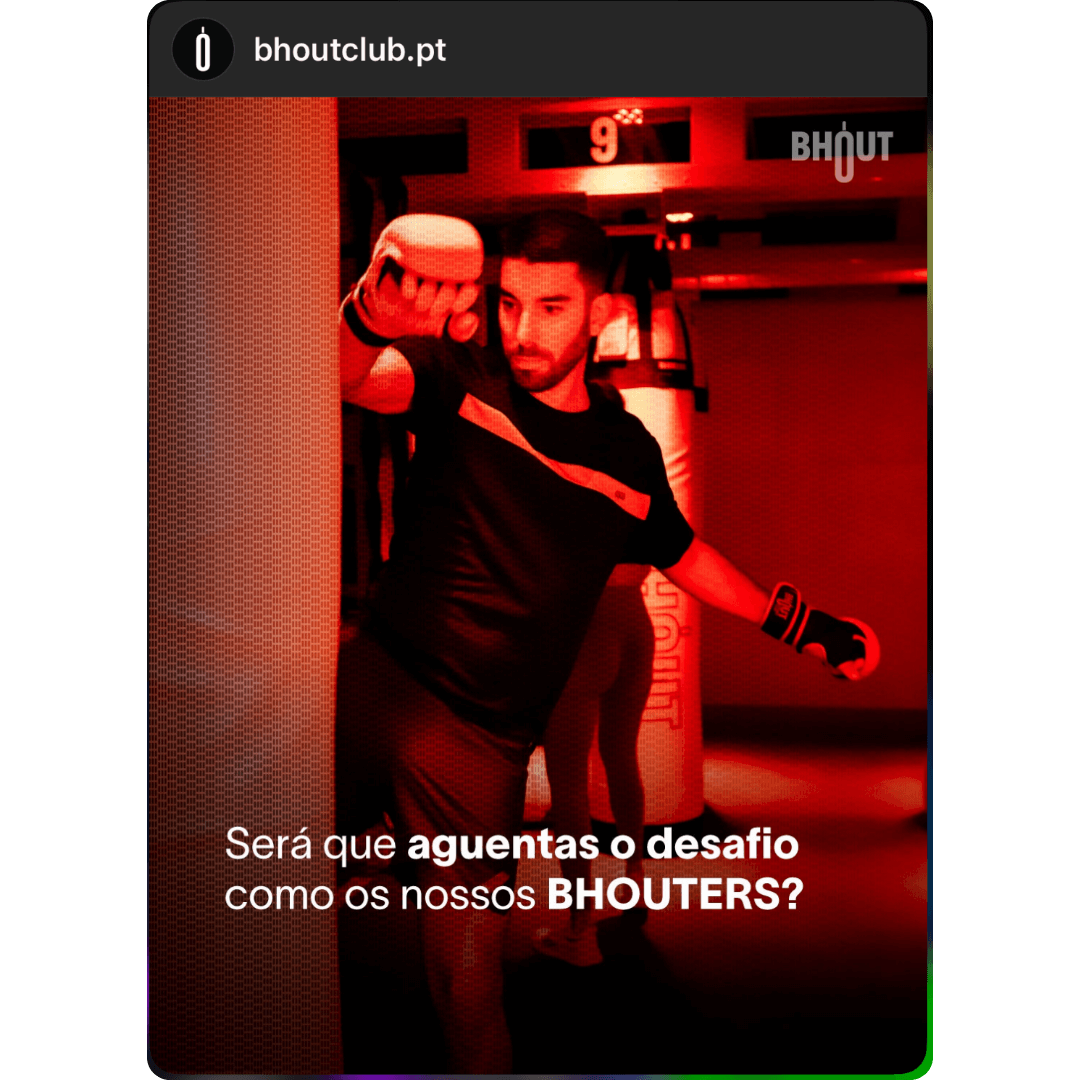 bhoutclub.pt
9
BHOUT
BHOUT
Será que aguentas o desafio
como os nossos BHOUTERS?